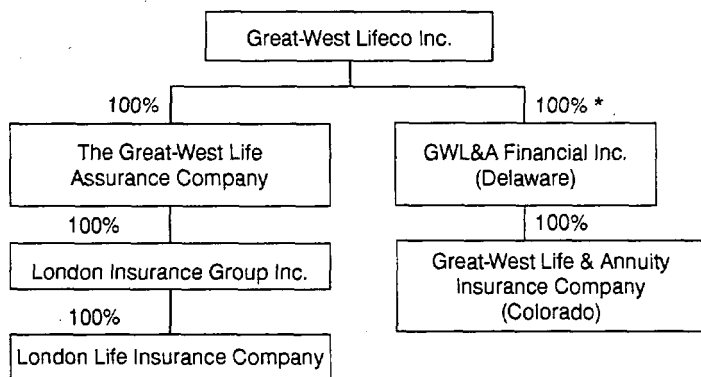 Great-West Lifeco Inc.
100%
100% *
The Great-West Life
Assurance Company
GWL&A Financial Inc.
(Delaware)
100%
100%
London Insurance Group Inc.
Great-West Life & Annuity
Insurance Company
(Colorado)
100%
London Life Insurance Company